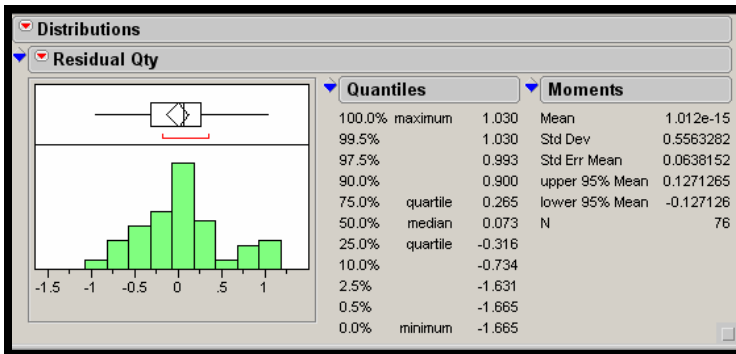 Distributions
Residual Qty
-1.5 -1 -0.5 0 .5 1
Quantiles
100.0% maximum 1.030
99.5% 1.030
97.5% 0.993
90.0% 0.900
75.0% quartile 0.265
50.0% median 0.073
25.0% quartile -0.316
10.0% -0.734
2.5% -1.631
0.5% -1.665
0.0% minimum -1.665
Moments
Mean 1.012e-15
Std Dev 0.5563282
Std Err Mean 0.0638152
upper 95% Mean 0.1271265
lower 95% Mean -0.127126
N 76